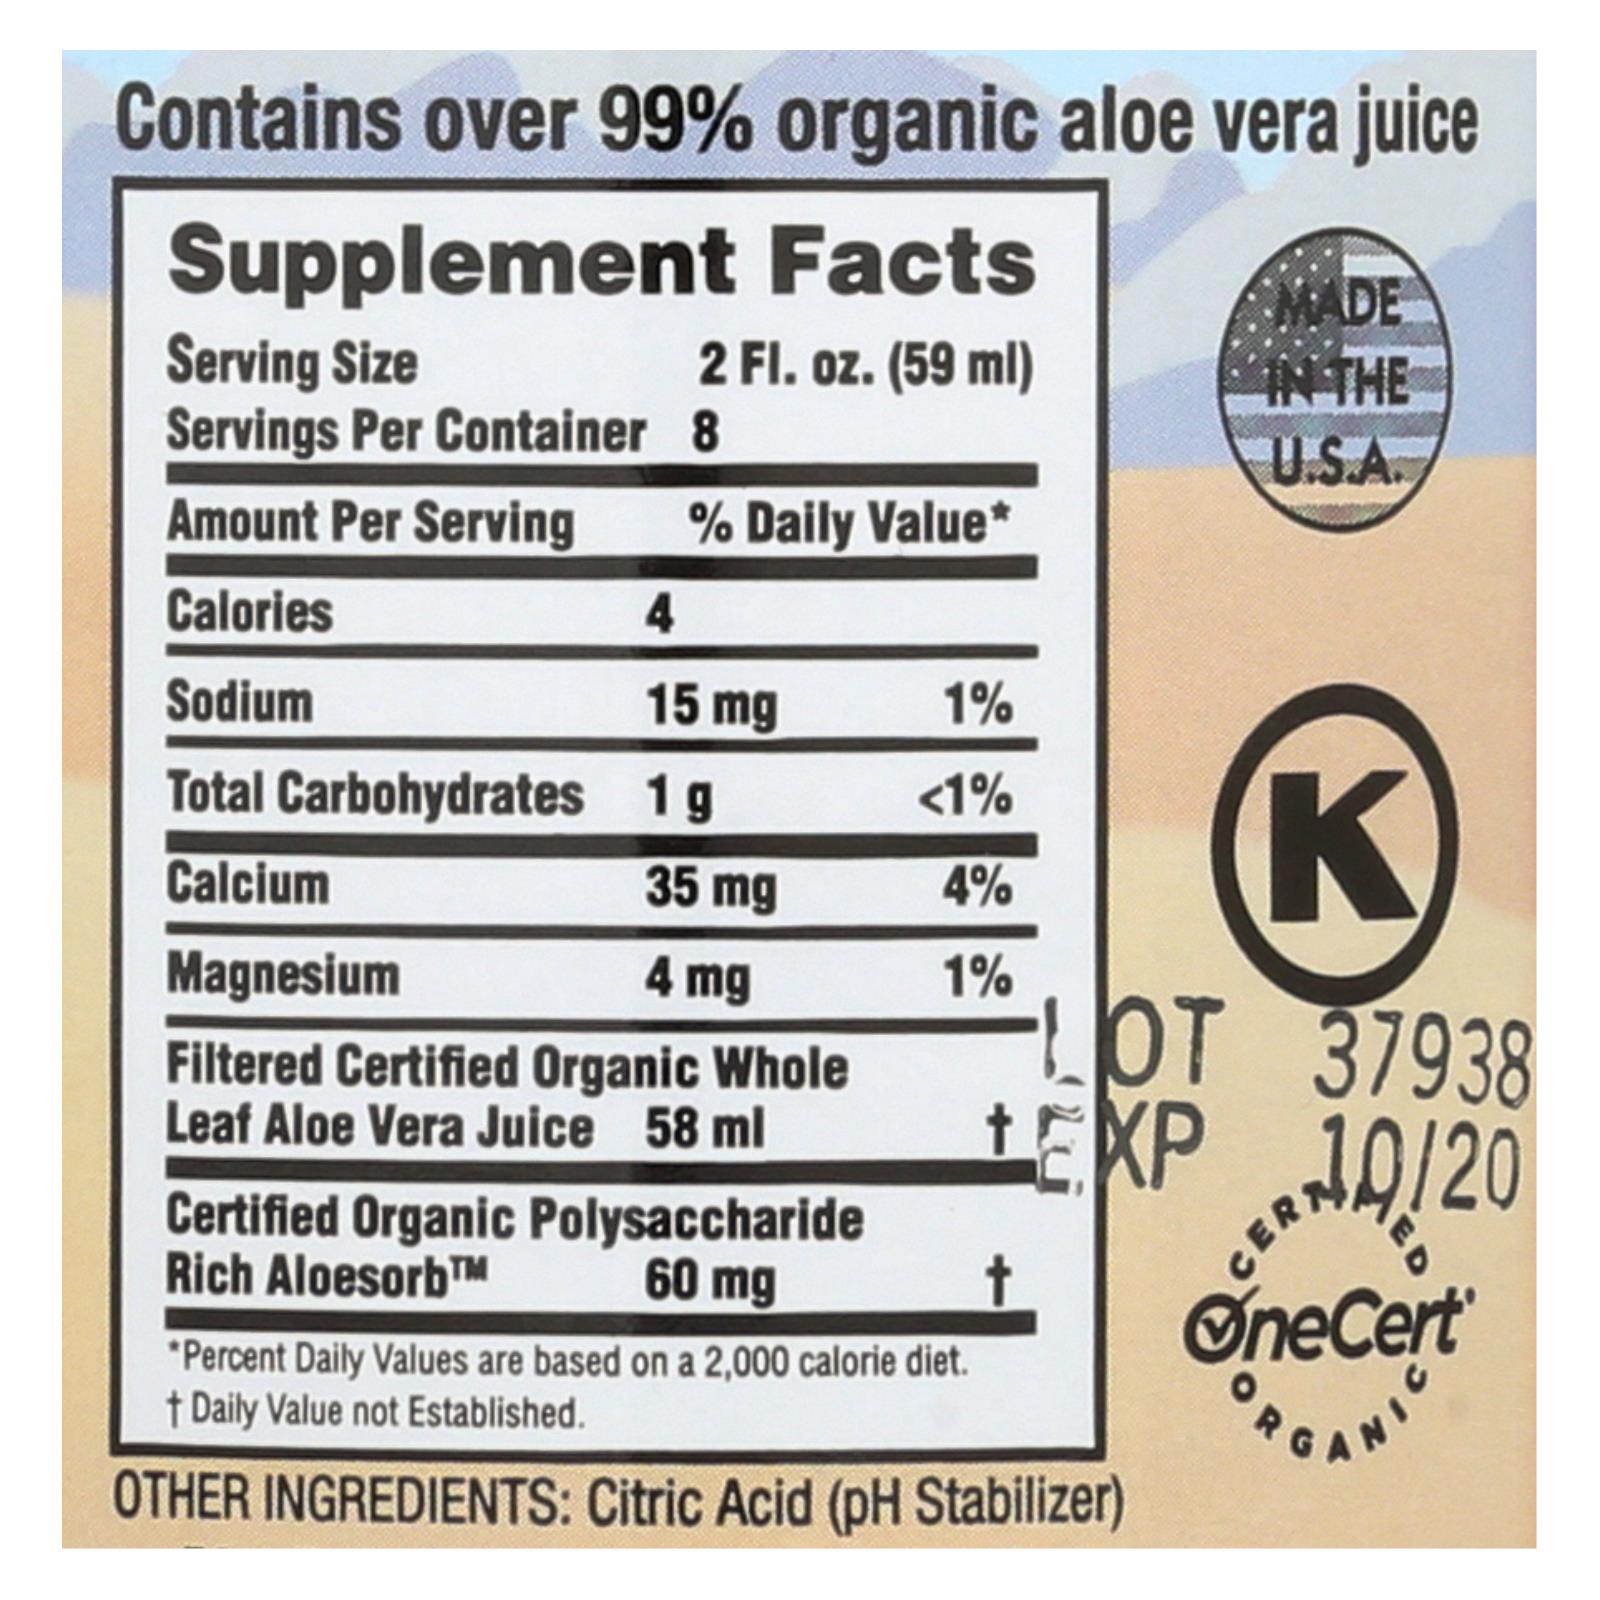 Contains over 99% organic aloe vera juice
Supplement Facts
Serving Size 2 Fl. oz. (59 ml)
Servings Per Container 8
Amount Per Serving % Daily Value*
Calories 4
Sodium 15 mg 1%
Total Carbohydrates 1 g <1%
Calcium 35 mg 4%
Magnesium 4 mg 1%
Filtered Certified Organic Whole
Leaf Aloe Vera Juice 58 ml †
Certified Organic Polysaccharide
Rich Aloesorb™ 60 mg †
*Percent Daily Values are based on a 2,000 calorie diet.
† Daily Value not Established.
OTHER INGREDIENTS: Citric Acid (pH Stabilizer)
MADE
IN THE
U.S.A.
K
LOT 37938
EXP 10/20
CERTIFIED
OneCert
ORGANIC